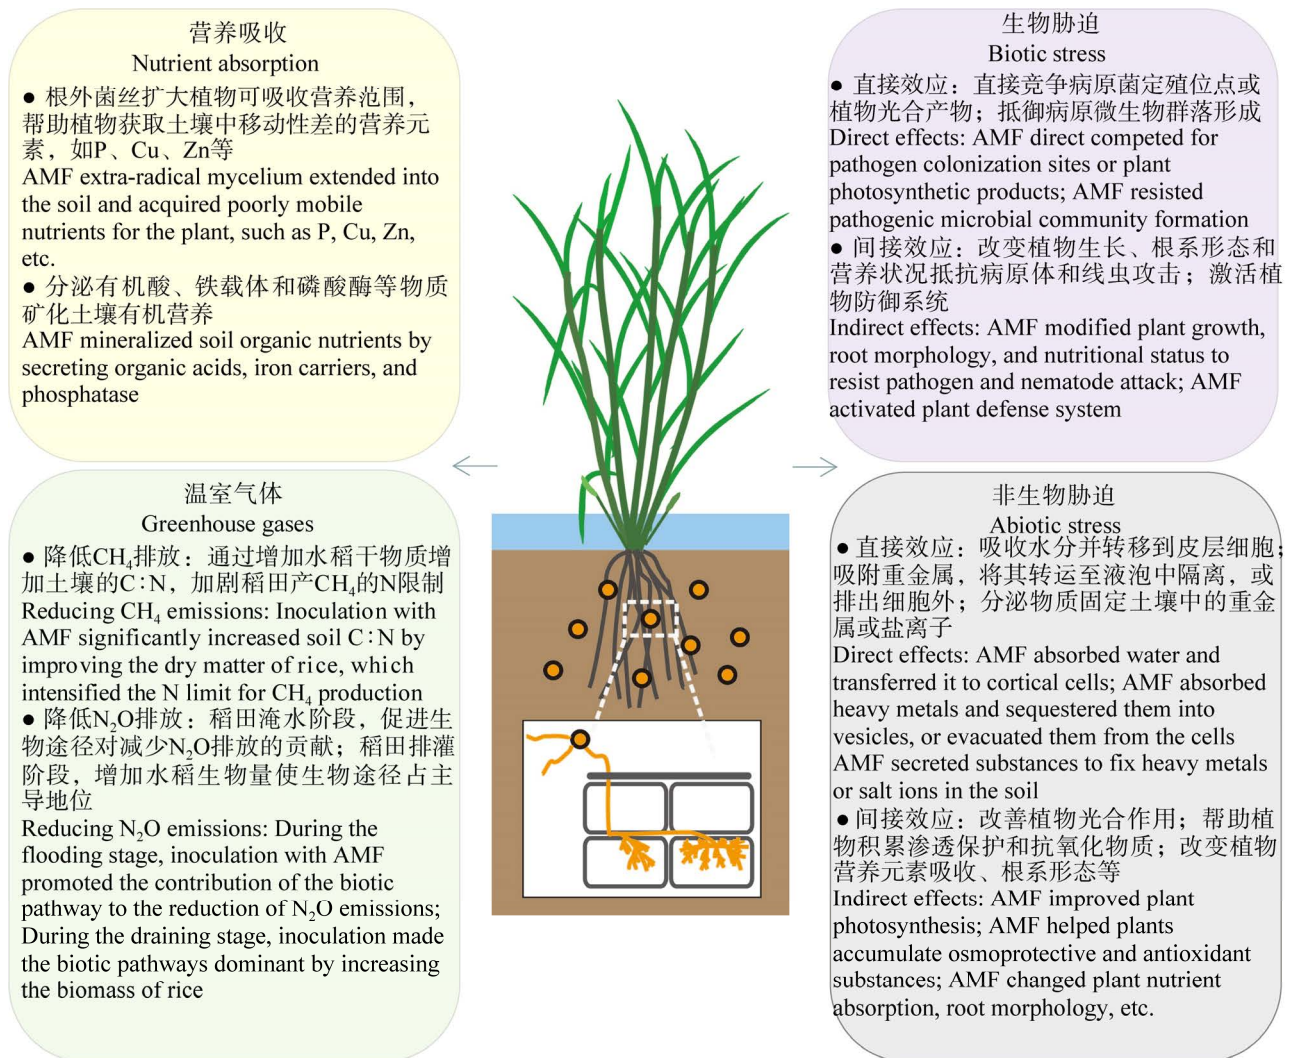 营养吸收
Nutrient absorption
● 根外菌丝扩大植物可吸收营养范围，
帮助植物获取土壤中移动性差的营养元
素，如P、Cu、Zn等
AMF extra-radical mycelium extended into
the soil and acquired poorly mobile
nutrients for the plant, such as P, Cu, Zn,
etc.
● 分泌有机酸、铁载体和磷酸酶等物质
矿化土壤有机营养
AMF mineralized soil organic nutrients by
secreting organic acids, iron carriers, and
phosphatase
生物胁迫
Biotic stress
● 直接效应：直接竞争病原菌定殖位点或
植物光合产物；抵御病原微生物群落形成
Direct effects: AMF direct competed for
pathogen colonization sites or plant
photosynthetic products; AMF resisted
pathogenic microbial community formation
● 间接效应：改变植物生长、根系形态和
营养状况抵抗病原体和线虫攻击；激活植
物防御系统
Indirect effects: AMF modified plant growth,
root morphology, and nutritional status to
resist pathogen and nematode attack; AMF
activated plant defense system
温室气体
Greenhouse gases
● 降低CH₄排放：通过增加水稻干物质增
加土壤的C∶N，加剧稻田产CH₄的N限制
Reducing CH₄ emissions: Inoculation with
AMF significantly increased soil C∶N by
improving the dry matter of rice, which
intensified the N limit for CH₄ production
● 降低N₂O排放：稻田淹水阶段，促进生
物途径对减少N₂O排放的贡献；稻田排灌
阶段，增加水稻生物量使生物途径占主
导地位
Reducing N₂O emissions: During the
flooding stage, inoculation with AMF
promoted the contribution of the biotic
pathway to the reduction of N₂O emissions;
During the draining stage, inoculation made
the biotic pathways dominant by increasing
the biomass of rice
非生物胁迫
Abiotic stress
● 直接效应：吸收水分并转移到皮层细胞；
吸附重金属，将其转运至液泡中隔离，或
排出细胞外；分泌物质固定土壤中的重金
属或盐离子
Direct effects: AMF absorbed water and
transferred it to cortical cells; AMF absorbed
heavy metals and sequestered them into
vesicles, or evacuated them from the cells
AMF secreted substances to fix heavy metals
or salt ions in the soil
● 间接效应：改善植物光合作用；帮助植
物积累渗透保护和抗氧化物质；改变植物
营养元素吸收、根系形态等
Indirect effects: AMF improved plant
photosynthesis; AMF helped plants
accumulate osmoprotective and antioxidant
substances; AMF changed plant nutrient
absorption, root morphology, etc.